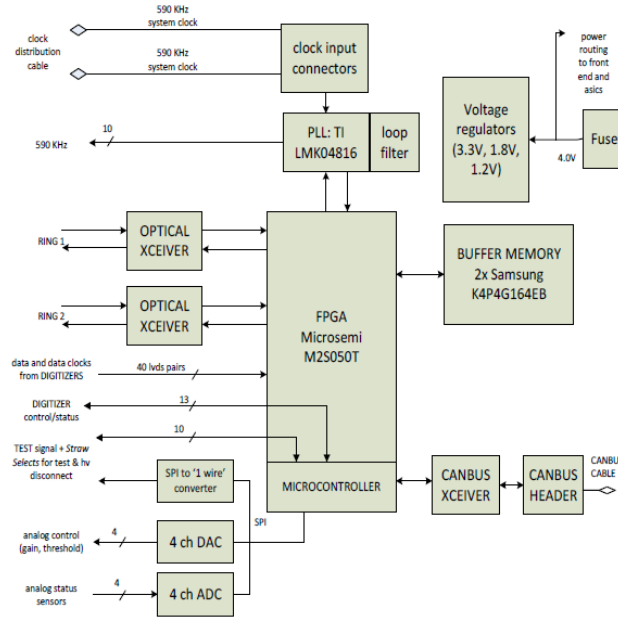 clock
distribution
cable
590 KHz
system clock
590 KHz
system clock
clock input
connectors
power
routing to
front
end and
asics
Voltage
regulators
(3.3V, 1.8V,
1.2V)
Fuse
4.0V
10
590 KHz
PLL: TI
LMK04816
loop
filter
RING 1
OPTICAL
XCEIVER
RING 2
OPTICAL
XCEIVER
FPGA
Microsemi
M2S050T
BUFFER MEMORY
2x Samsung
K4P4G164EB
data and data clocks
from DIGITIZERS
40 lvds pairs
DIGITIZER
control/status
13
10
TEST signal + Straw
Selects for test & hv
disconnect
SPI to '1 wire'
converter
MICROCONTROLLER
CANBUS
XCEIVER
CANBUS
HEADER
CANBU
CABLE
SPI
analog control
(gain, threshold)
4
4 ch DAC
analog status
sensors
4
4 ch ADC